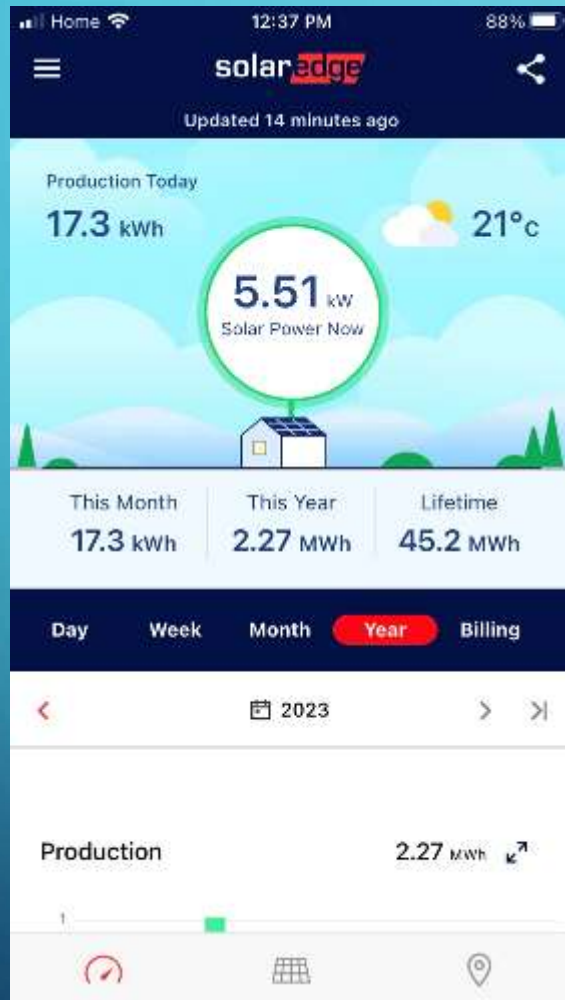 Home 12:37 PM 88%
solaredge
Updated 14 minutes ago
Production Today
17.3 kWh
21°c
5.51 kW
Solar Power Now
This Month This Year Lifetime
17.3 kWh 2.27 MWh 45.2 MWh
Day Week Month Year Billing
2023
Production 2.27 MWh
1